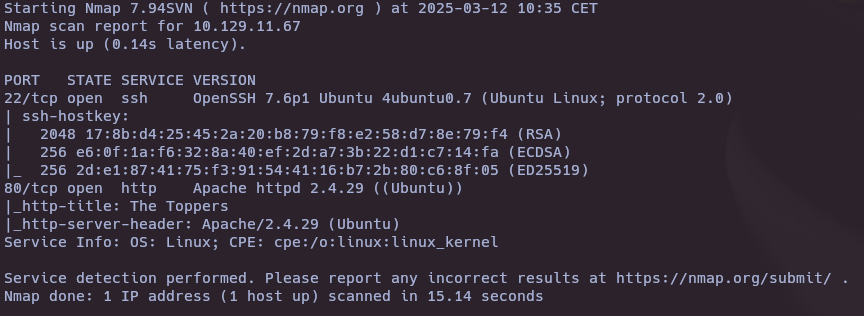 Starting Nmap 7.94SVN ( https://nmap.org ) at 2025-03-12 10:35 CET
Nmap scan report for 10.129.11.67
Host is up (0.14s latency).

PORT   STATE SERVICE VERSION
22/tcp open  ssh     OpenSSH 7.6p1 Ubuntu 4ubuntu0.7 (Ubuntu Linux; protocol 2.0)
| ssh-hostkey:
|   2048 17:8b:d4:25:45:2a:20:b8:79:f8:e2:58:d7:8e:79:f4 (RSA)
|   256 e6:0f:1a:f6:32:8a:40:ef:2d:a7:3b:22:d1:c7:14:fa (ECDSA)
|_  256 2d:e1:87:41:75:f3:91:54:41:16:b7:2b:80:c6:8f:05 (ED25519)
80/tcp open  http    Apache httpd 2.4.29 ((Ubuntu))
|_http-title: The Toppers
|_http-server-header: Apache/2.4.29 (Ubuntu)
Service Info: OS: Linux; CPE: cpe:/o:linux:linux_kernel

Service detection performed. Please report any incorrect results at https://nmap.org/submit/ .
Nmap done: 1 IP address (1 host up) scanned in 15.14 seconds